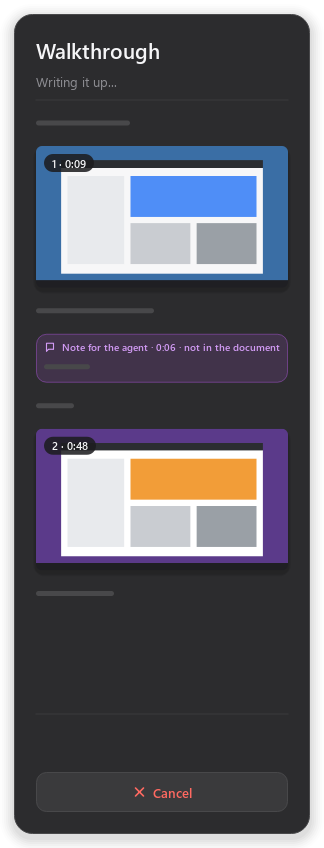 Walkthrough
Writing it up...
1 · 0:09
Note for the agent · 0:06 · not in the document
2 · 0:48
Cancel